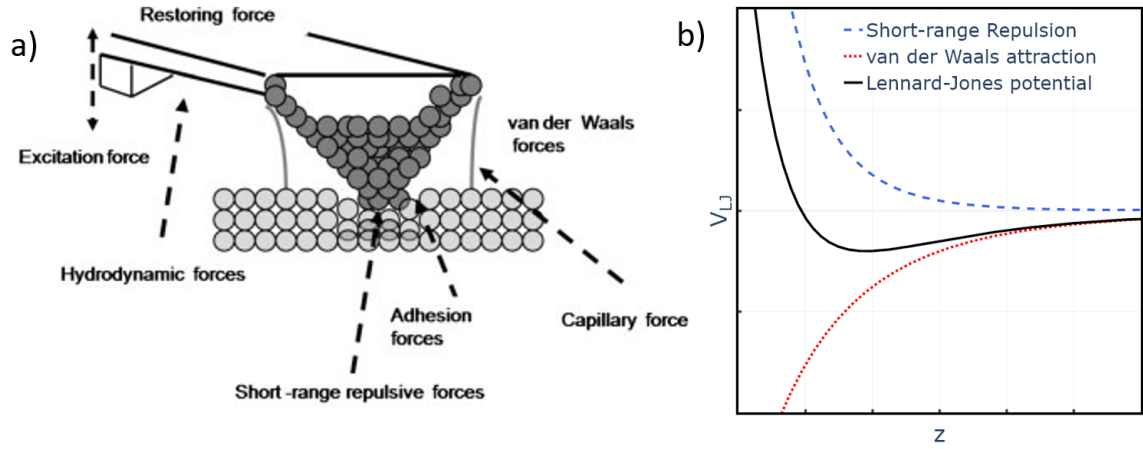 a)
Restoring force
Excitation force
van der Waals
forces
Hydrodynamic forces
Adhesion
forces
Capillary force
Short -range repulsive forces
b)
Short-range Repulsion
van der Waals attraction
Lennard-Jones potential
V_LJ
z